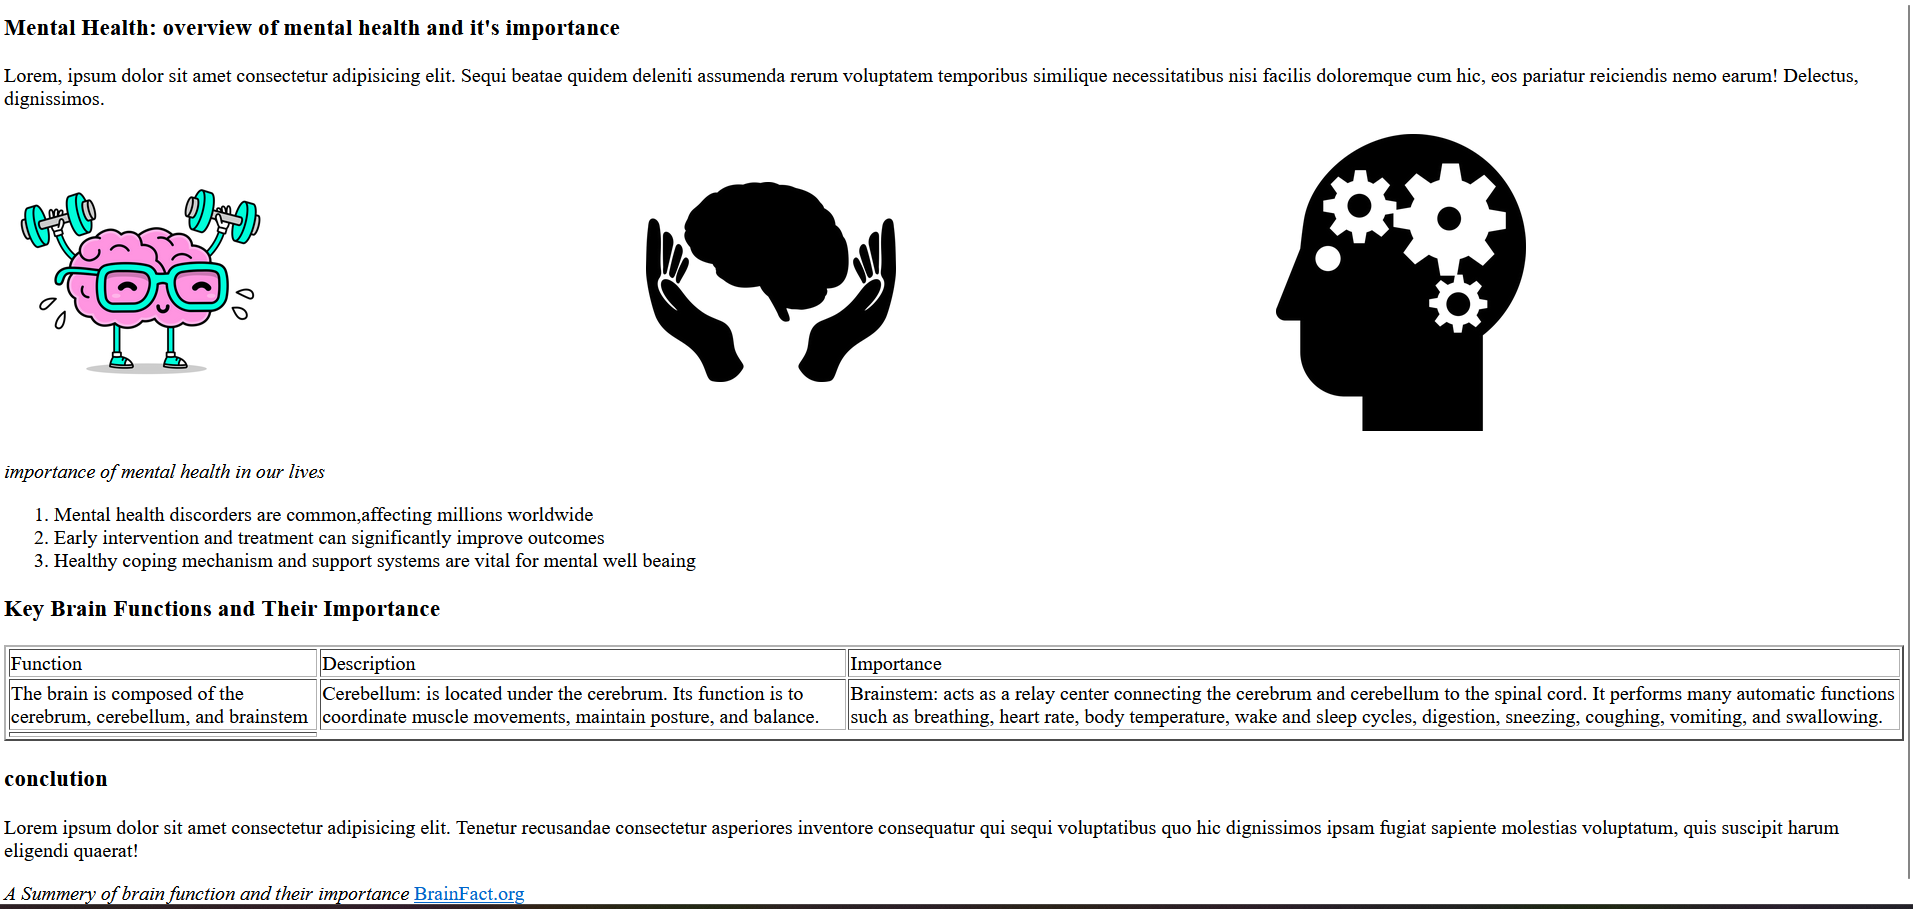 Mental Health: overview of mental health and it's importance
Lorem, ipsum dolor sit amet consectetur adipisicing elit. Sequi beatae quidem deleniti assumenda rerum voluptatem temporibus similique necessitatibus nisi facilis doloremque cum hic, eos pariatur reiciendis nemo earum! Delectus,
dignissimos.
importance of mental health in our lives
1. Mental health discorders are common,affecting millions worldwide
2. Early intervention and treatment can significantly improve outcomes
3. Healthy coping mechanism and support systems are vital for mental well beaing
Key Brain Functions and Their Importance
Function
Description
Importance
The brain is composed of the
cerebrum, cerebellum, and brainstem
Cerebellum: is located under the cerebrum. Its function is to
coordinate muscle movements, maintain posture, and balance.
Brainstem: acts as a relay center connecting the cerebrum and cerebellum to the spinal cord. It performs many automatic functions
such as breathing, heart rate, body temperature, wake and sleep cycles, digestion, sneezing, coughing, vomiting, and swallowing.
conclution
Lorem ipsum dolor sit amet consectetur adipisicing elit. Tenetur recusandae consectetur asperiores inventore consequatur qui sequi voluptatibus quo hic dignissimos ipsam fugiat sapiente molestias voluptatum, quis suscipit harum
eligendi quaerat!
A Summery of brain function and their importance BrainFact.org